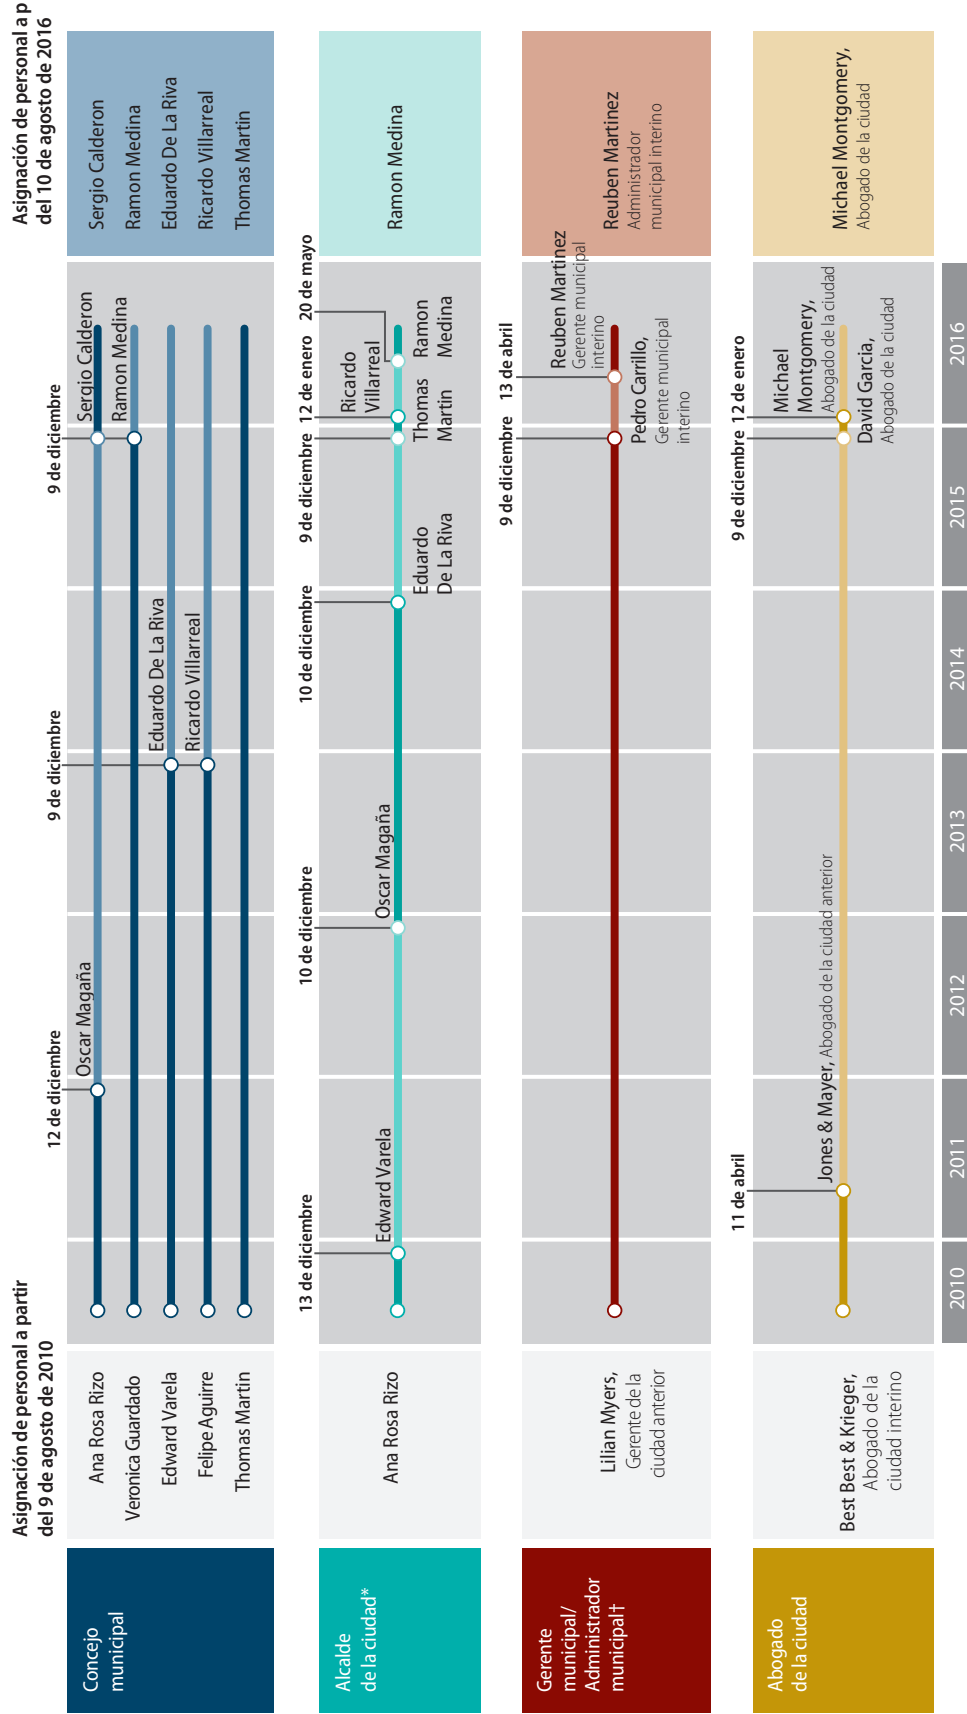 Asignación de personal a partir
del 9 de agosto de 2010
Asignación de personal a p
del 10 de agosto de 2016
Concejo
municipal
Ana Rosa Rizo
Veronica Guardado
Edward Varela
Felipe Aguirre
Thomas Martin
12 de diciembre
9 de diciembre
9 de diciembre
Oscar Magaña
Eduardo De La Riva
Ricardo Villarreal
Sergio Calderon
Ramon Medina
Sergio Calderon
Ramon Medina
Eduardo De La Riva
Ricardo Villarreal
Thomas Martin
Alcalde
de la ciudad*
Ana Rosa Rizo
13 de diciembre
10 de diciembre
10 de diciembre
9 de diciembre
12 de enero
20 de mayo
Edward Varela
Oscar Magaña
Eduardo
De La Riva
Thomas
Martin
Ricardo
Villarreal
Ramon
Medina
Ramon Medina
Gerente
municipal/
Administrador
municipal†
Lilian Myers,
Gerente de la
ciudad anterior
9 de diciembre
13 de abril
Pedro Carrillo,
Gerente municipal
interino
Reuben Martinez
Gerente municipal
interino
Reuben Martinez
Administrador
municipal interino
Abogado
de la ciudad
Best Best & Krieger,
Abogado de la
ciudad interino
11 de abril
9 de diciembre
12 de enero
Jones & Mayer, Abogado de la ciudad anterior
David Garcia,
Abogado de la ciudad
Michael
Montgomery,
Abogado de la ciudad
Michael Montgomery,
Abogado de la ciudad
2010
2011
2012
2013
2014
2015
2016